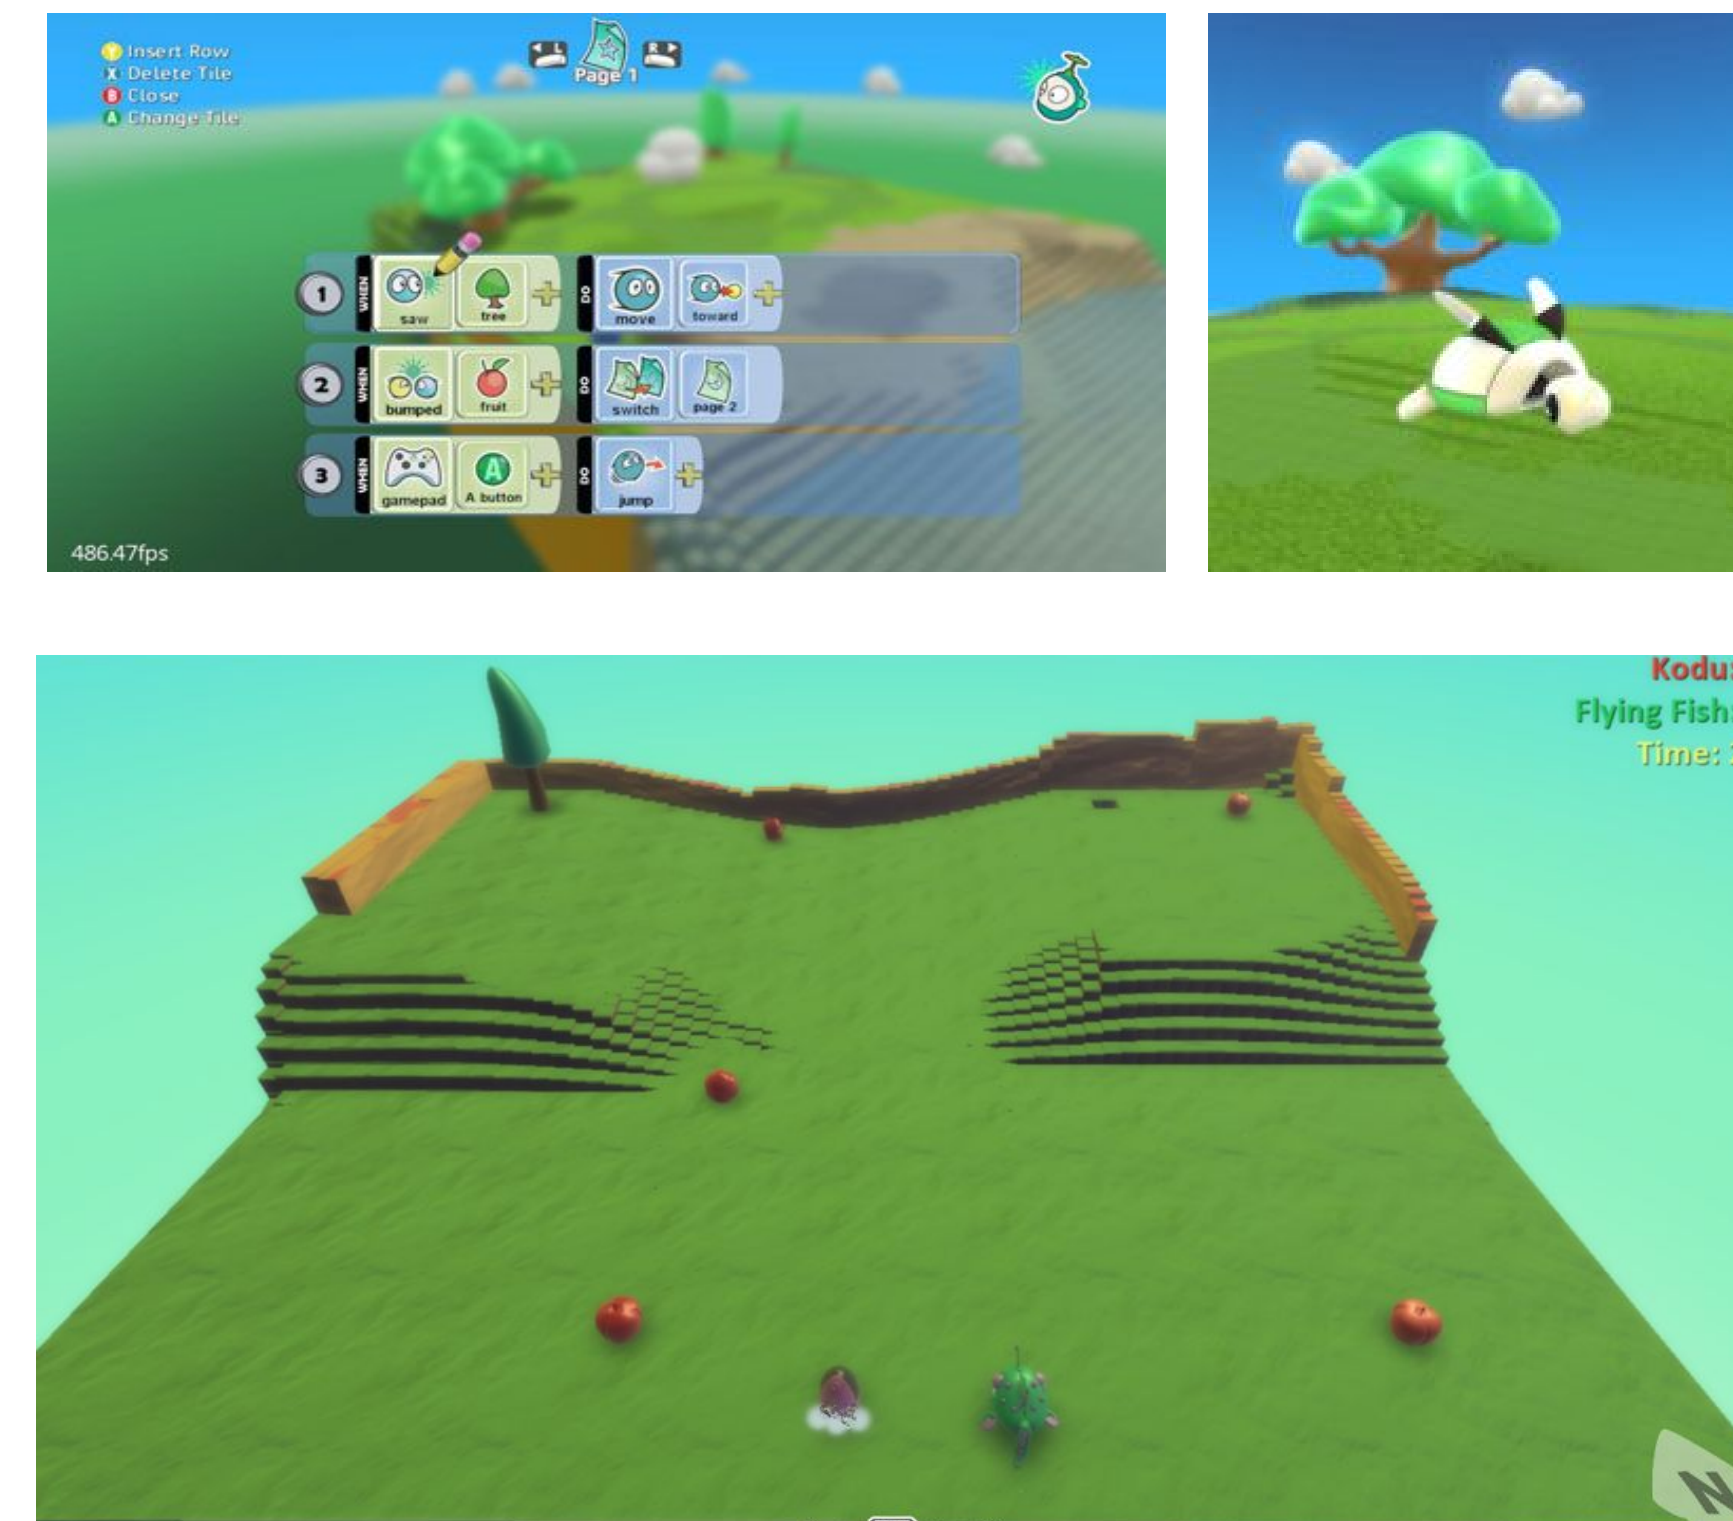 Insert Row
Delete Tile
Close
Change Tile
L
Page 1
R
1 WHEN saw tree DO move toward
2 WHEN bumped fruit DO switch page 2
3 WHEN gamepad A button DO jump
486.47fps
Kodu:
Flying Fish:
Time:
N